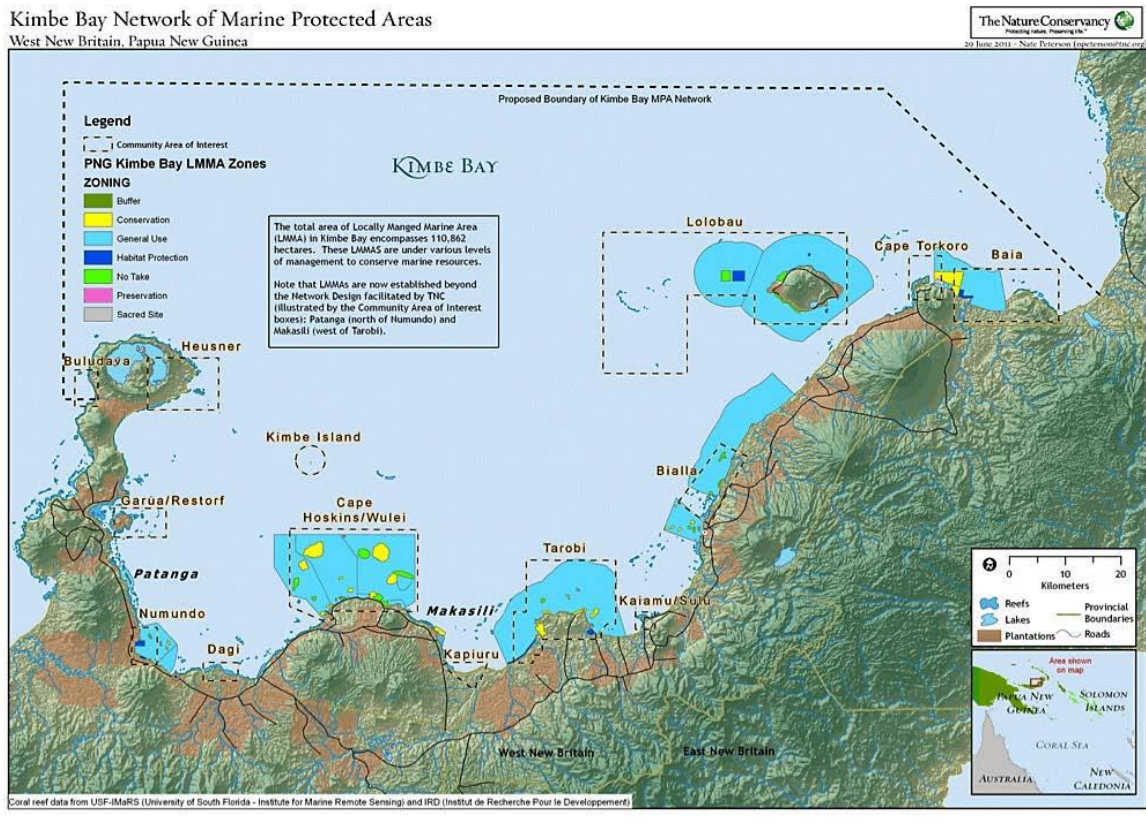 Kimbe Bay Network of Marine Protected Areas
West New Britain, Papua New Guinea
The Nature Conservancy
Protecting nature. Preserving life.™
29 June 2011 - Nate Peterson (npeterson@tnc.org)
Proposed Boundary of Kimbe Bay MPA Network
Legend
Community Area of Interest
PNG Kimbe Bay LMMA Zones
ZONING
Buffer
Conservation
General Use
Habitat Protection
No Take
Preservation
Sacred Site
KIMBE BAY
The total area of Locally Manged Marine Area
(LMMA) in Kimbe Bay encompasses 110,862
hectares. These LMMAS are under various levels
of management to conserve marine resources.
Note that LMMAs are now established beyond
the Network Design facilitated by TNC
(illustrated by the Community Area of Interest
boxes): Patanga (north of Numundo) and
Makasili (west of Tarobi).
Lolobau
Cape Torkoro
Baia
Heusner
Buludava
Kimbe Island
Bialla
Garua/Restorf
Cape
Hoskins/Wulei
Tarobi
Patanga
Makasili
Kaiamu/Sulu
Numundo
Dagi
Kapiuru
West New Britain
East New Britain
0 10 20
Kilometers
Reefs
Lakes
Plantations
Provincial
Boundaries
Roads
Area shown
on map
PAPUA NEW
GUINEA
SOLOMON
ISLANDS
CORAL SEA
AUSTRALIA
NEW
CALEDONIA
Coral reef data from USF-IMaRS (University of South Florida - Institute for Marine Remote Sensing) and IRD (Institut de Recherche Pour le Developpement)